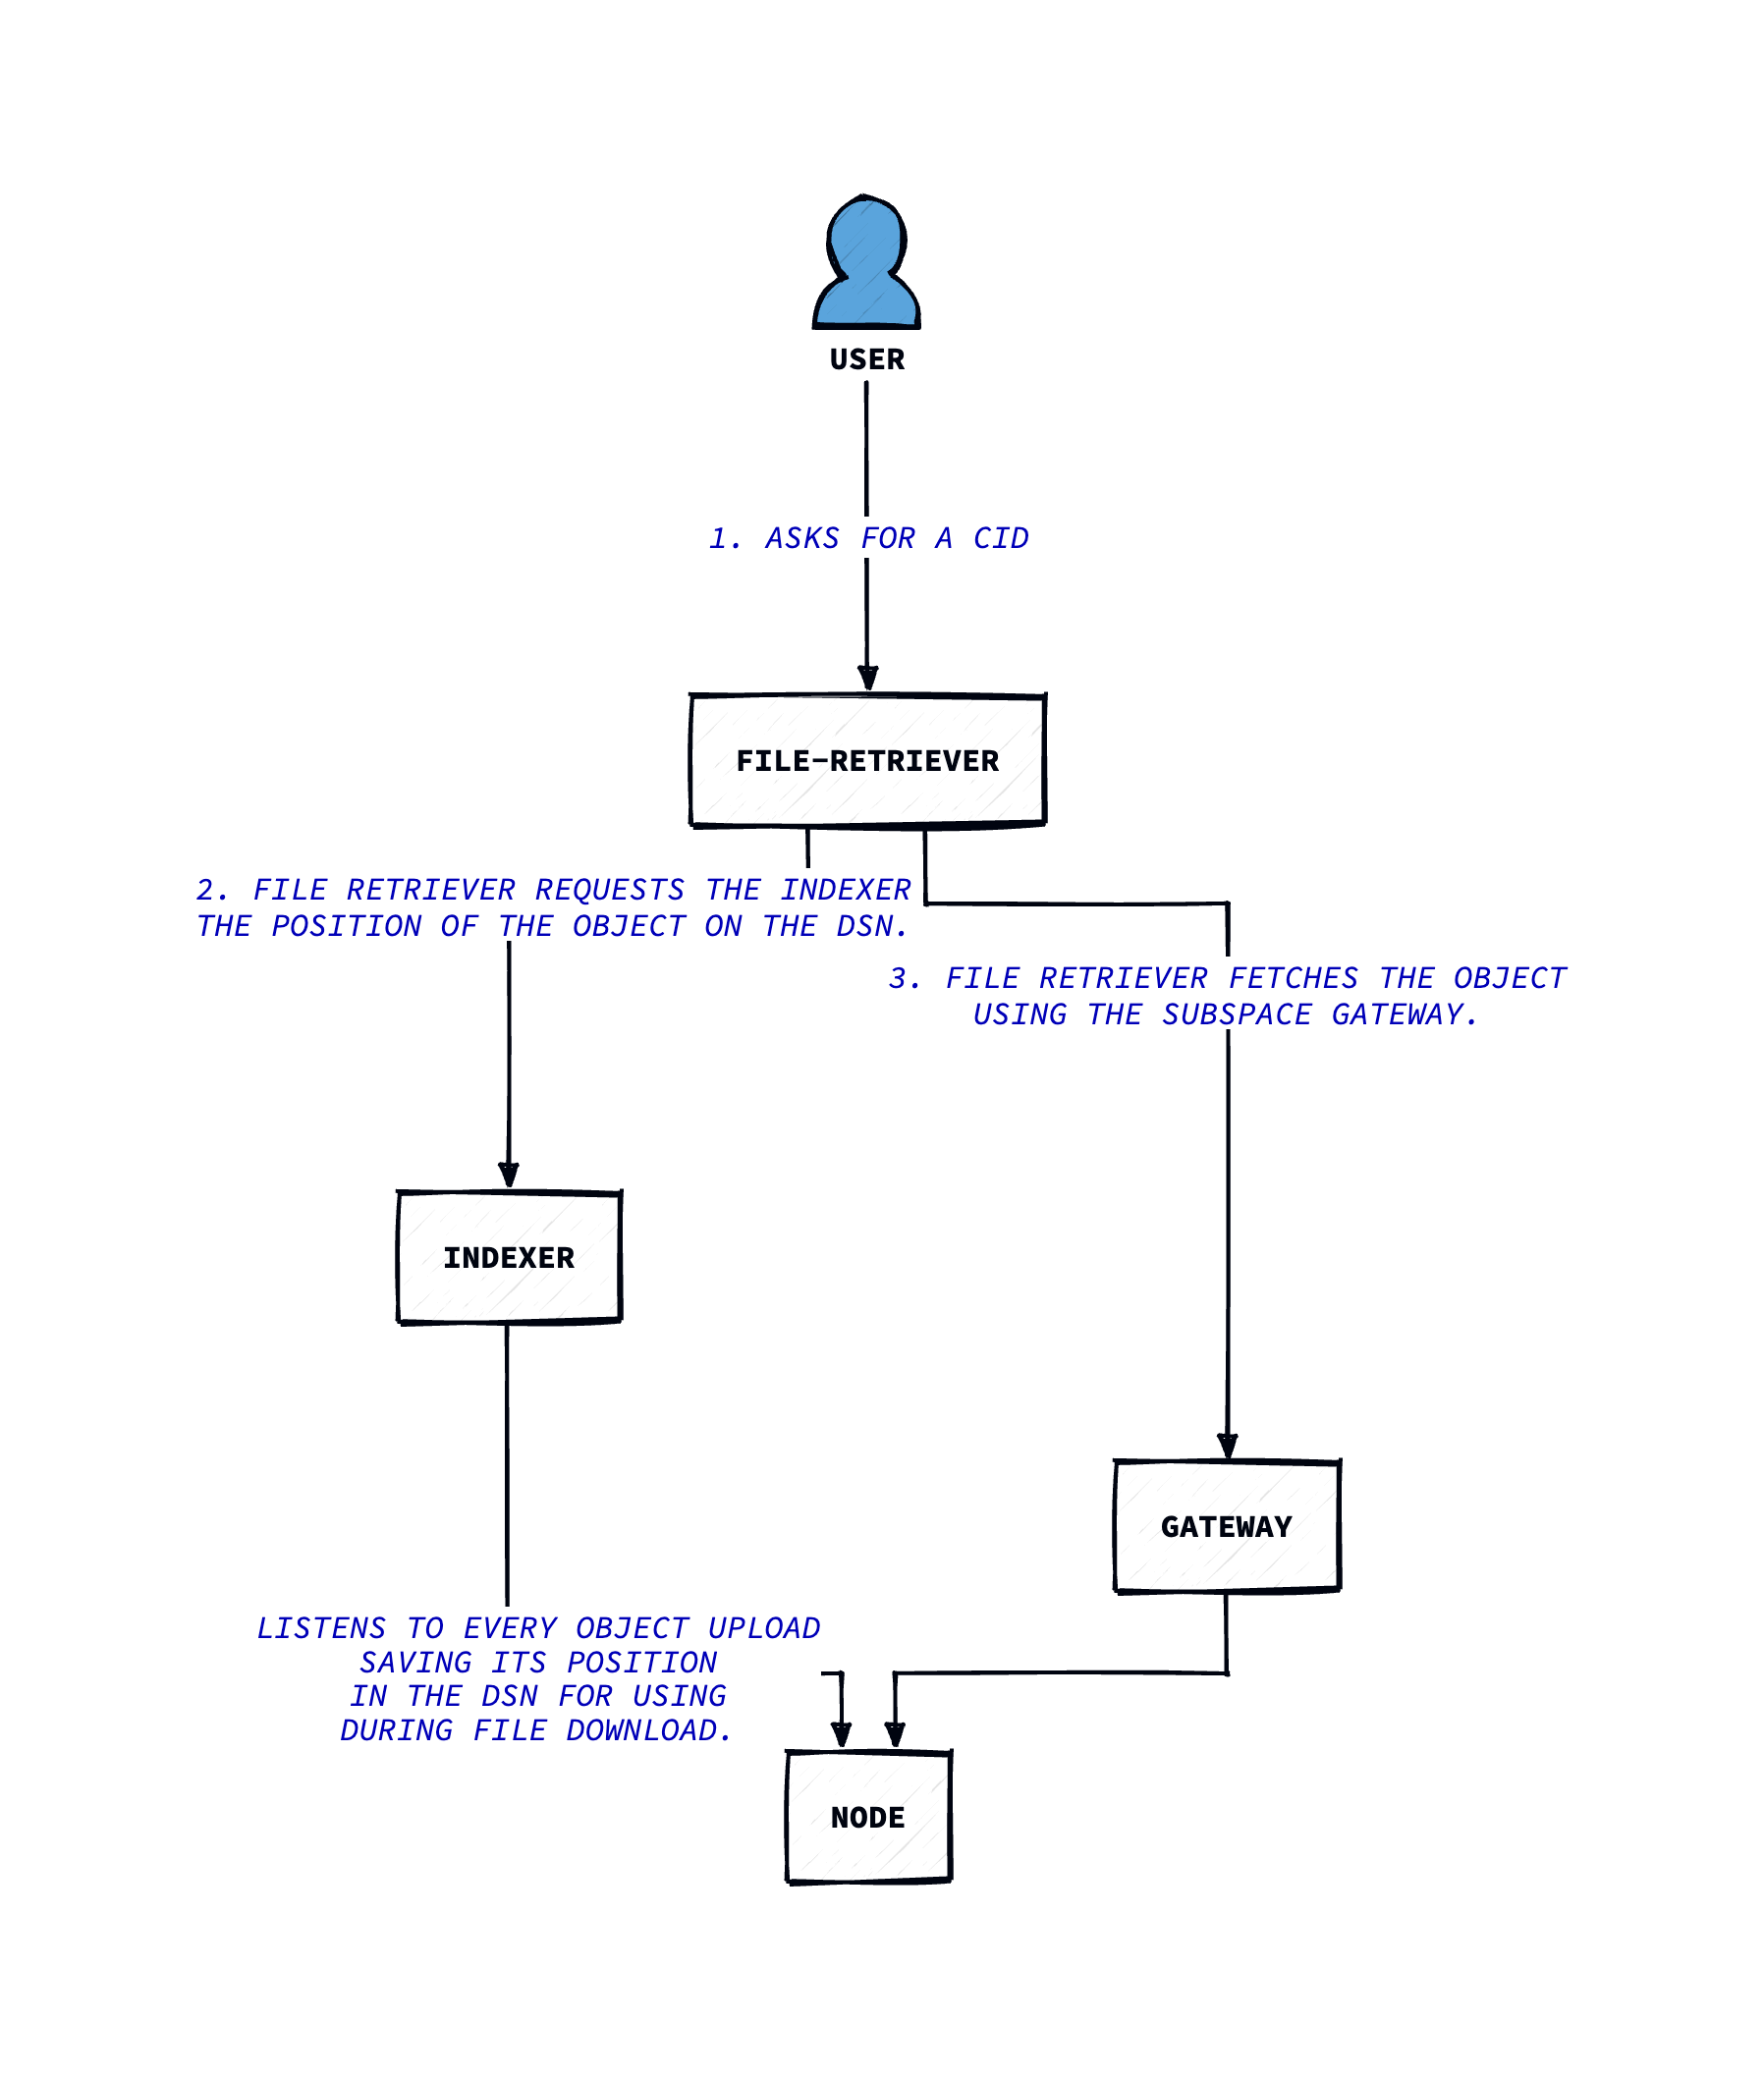 USER
1. ASKS FOR A CID
FILE-RETRIEVER
2. FILE RETRIEVER REQUESTS THE INDEXER
THE POSITION OF THE OBJECT ON THE DSN.
3. FILE RETRIEVER FETCHES THE OBJECT
USING THE SUBSPACE GATEWAY.
INDEXER
GATEWAY
LISTENS TO EVERY OBJECT UPLOAD
SAVING ITS POSITION
IN THE DSN FOR USING
DURING FILE DOWNLOAD.
NODE